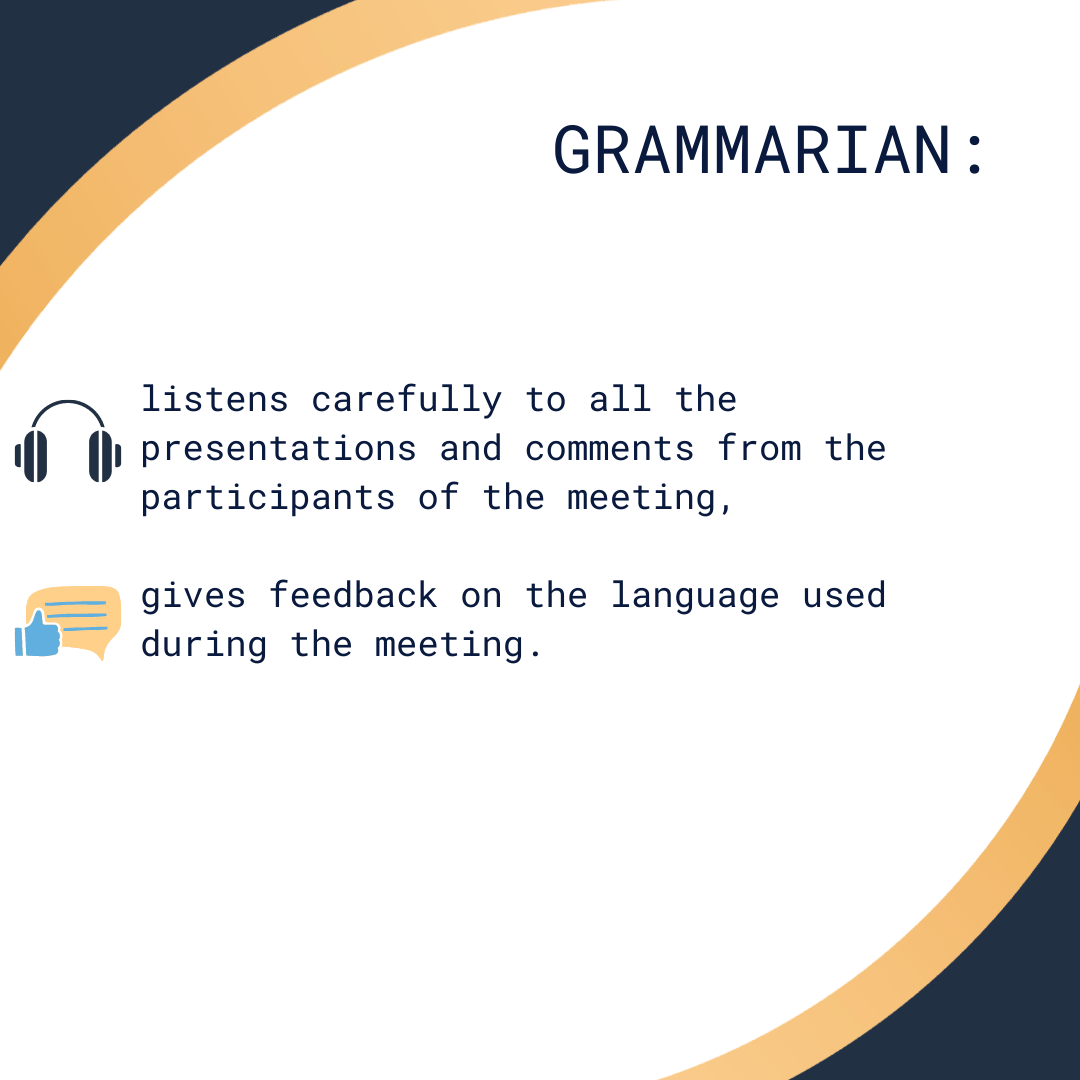 GRAMMARIAN:
listens carefully to all the
presentations and comments from the
participants of the meeting,
gives feedback on the language used
during the meeting.